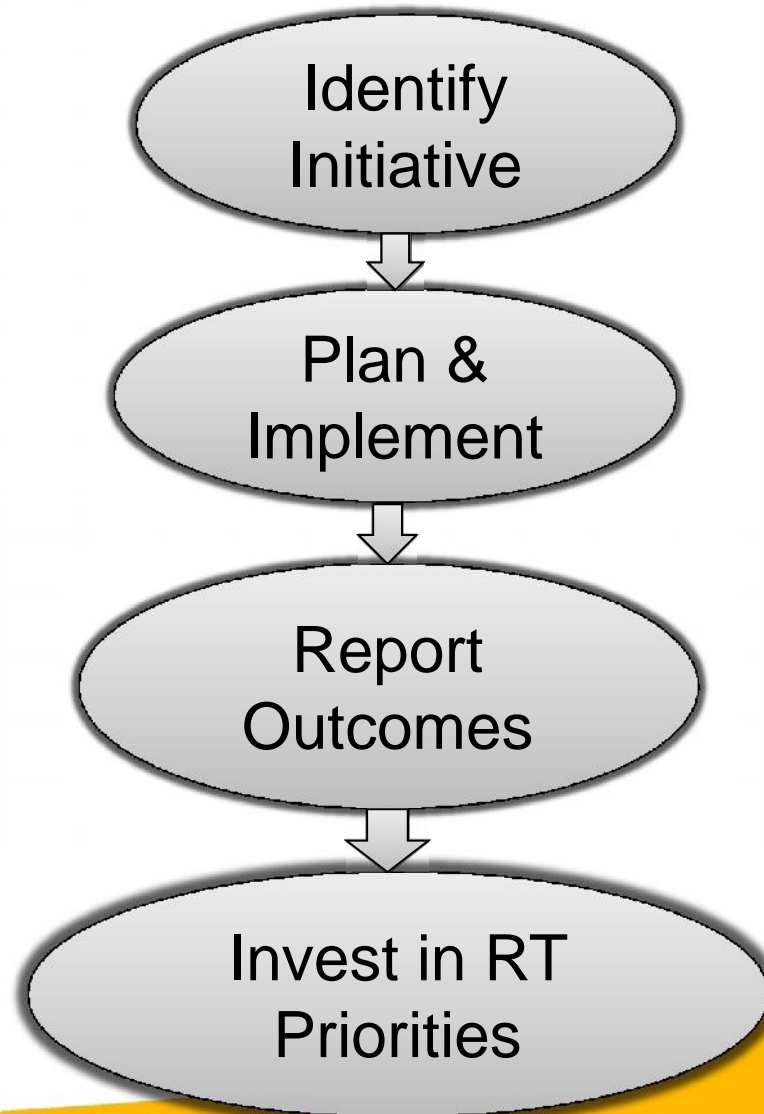 Identify
Initiative
Plan &
Implement
Report
Outcomes
Invest in RT
Priorities